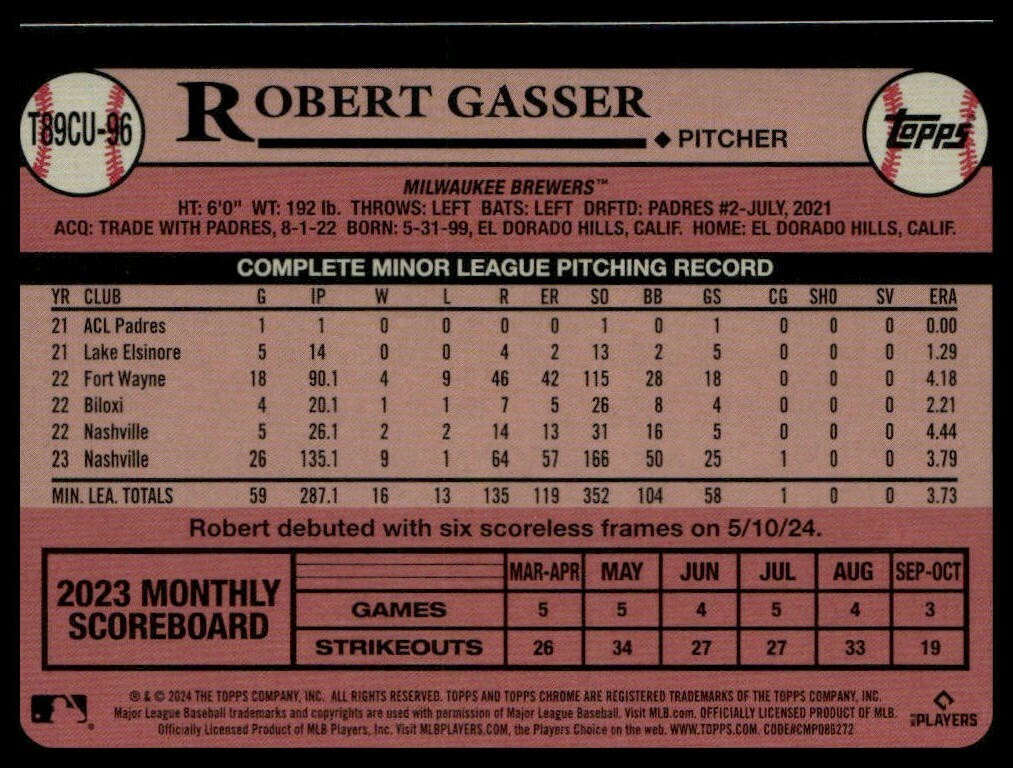 T89CU-96
ROBERT GASSER
◆ PITCHER
topps
MILWAUKEE BREWERS™
HT: 6'0" WT: 192 lb. THROWS: LEFT BATS: LEFT DRFTD: PADRES #2-JULY, 2021
ACQ: TRADE WITH PADRES, 8-1-22 BORN: 5-31-99, EL DORADO HILLS, CALIF. HOME: EL DORADO HILLS, CALIF.
COMPLETE MINOR LEAGUE PITCHING RECORD
YR CLUB G IP W L R ER SO BB GS CG SHO SV ERA
21 ACL Padres 1 1 0 0 0 0 1 0 1 0 0 0 0.00
21 Lake Elsinore 5 14 0 0 4 2 13 2 5 0 0 0 1.29
22 Fort Wayne 18 90.1 4 9 46 42 115 28 18 0 0 0 4.18
22 Biloxi 4 20.1 1 1 7 5 26 8 4 0 0 0 2.21
22 Nashville 5 26.1 2 2 14 13 31 16 5 0 0 0 4.44
23 Nashville 26 135.1 9 1 64 57 166 50 25 1 0 0 3.79
MIN. LEA. TOTALS 59 287.1 16 13 135 119 352 104 58 1 0 0 3.73
Robert debuted with six scoreless frames on 5/10/24.
2023 MONTHLY
SCOREBOARD
MAR-APR MAY JUN JUL AUG SEP-OCT
GAMES 5 5 4 5 4 3
STRIKEOUTS 26 34 27 27 33 19
® & © 2024 THE TOPPS COMPANY, INC. ALL RIGHTS RESERVED. TOPPS AND TOPPS CHROME ARE REGISTERED TRADEMARKS OF THE TOPPS COMPANY, INC.
Major League Baseball trademarks and copyrights are used with permission of Major League Baseball. Visit MLB.com. OFFICIALLY LICENSED PRODUCT OF MLB.
Officially Licensed Product of MLB Players, Inc. Visit MLBPLAYERS.COM, the Players Choice on the web. WWW.TOPPS.COM. CODE#CMP086272
MLB PLAYERS